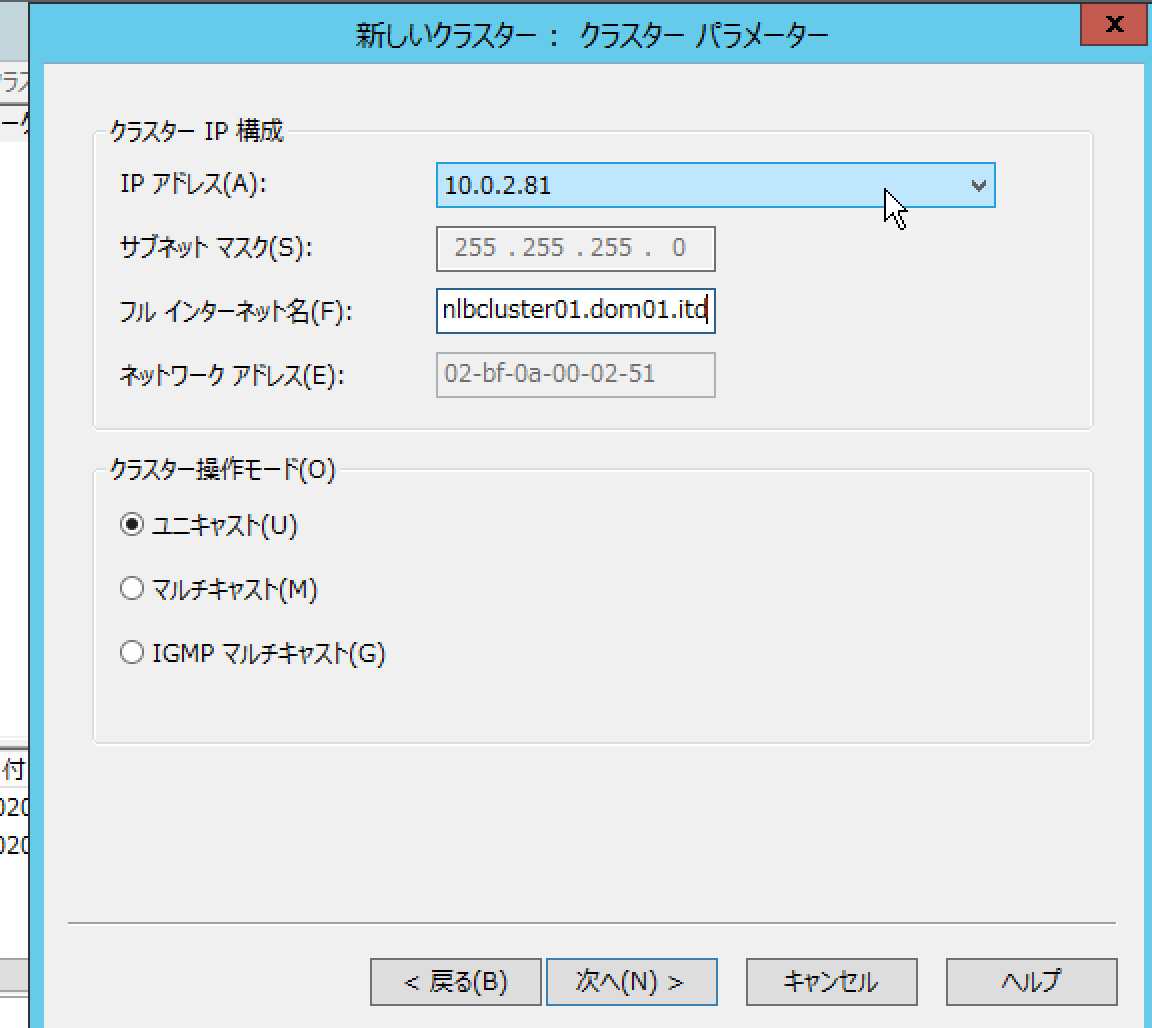 新しいクラスター： クラスター パラメーター
x
クラスター IP 構成
IP アドレス(A): 10.0.2.81
サブネット マスク(S): 255 . 255 . 255 . 0
フル インターネット名(F): nlbcluster01.dom01.itd
ネットワーク アドレス(E): 02-bf-0a-00-02-51
クラスター操作モード(O)
ユニキャスト(U)
マルチキャスト(M)
IGMP マルチキャスト(G)
付
020
020
< 戻る(B) 次へ(N) > キャンセル ヘルプ